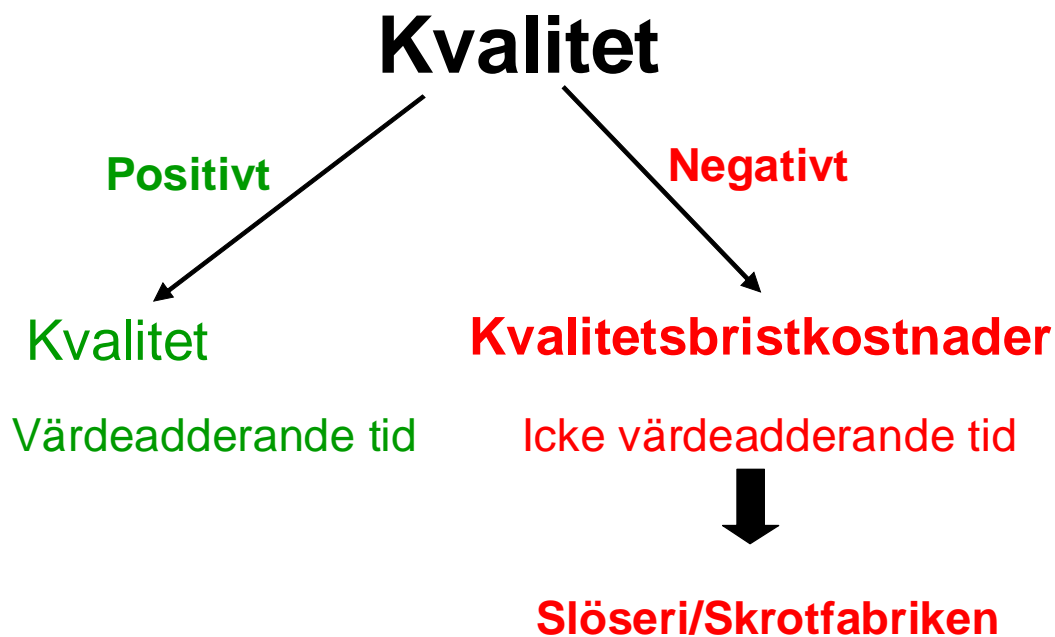 Kvalitet
Positivt
Negativt
Kvalitet
Kvalitetsbristkostnader
Värdeadderande tid
Icke värdeadderande tid
Slöseri/Skrotfabriken